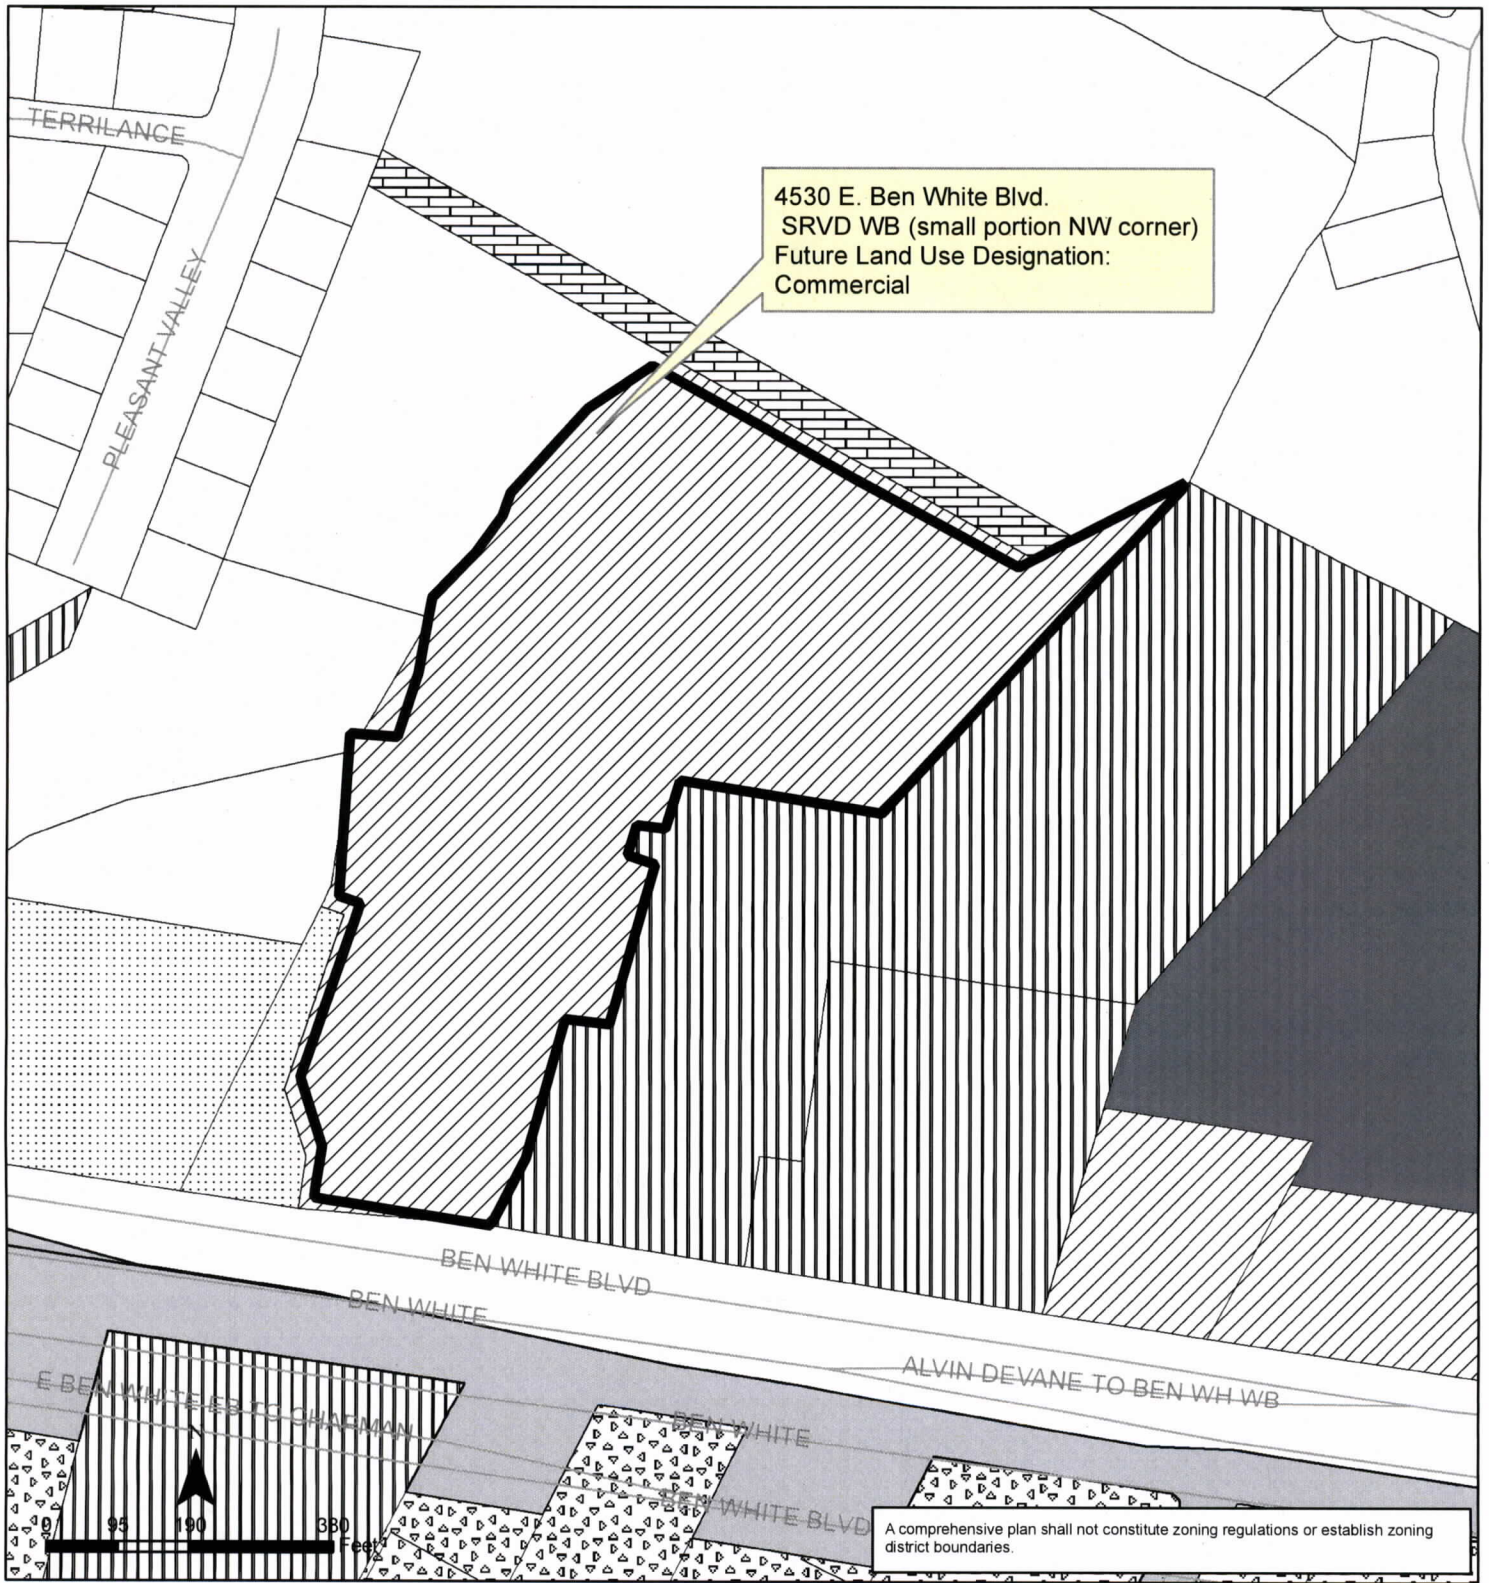 TERRILANCE
PLEASANT VALLEY
4530 E. Ben White Blvd.
SRVD WB (small portion NW corner)
Future Land Use Designation:
Commercial
BEN WHITE BLVD
BEN WHITE
ALVIN DEVANE TO BEN WH WB
E BEN WHITE EB TO CHAPMAN
BEN WHITE
BEN WHITE BLVD
0 95 190 380
Feet
A comprehensive plan shall not constitute zoning regulations or establish zoning
district boundaries.